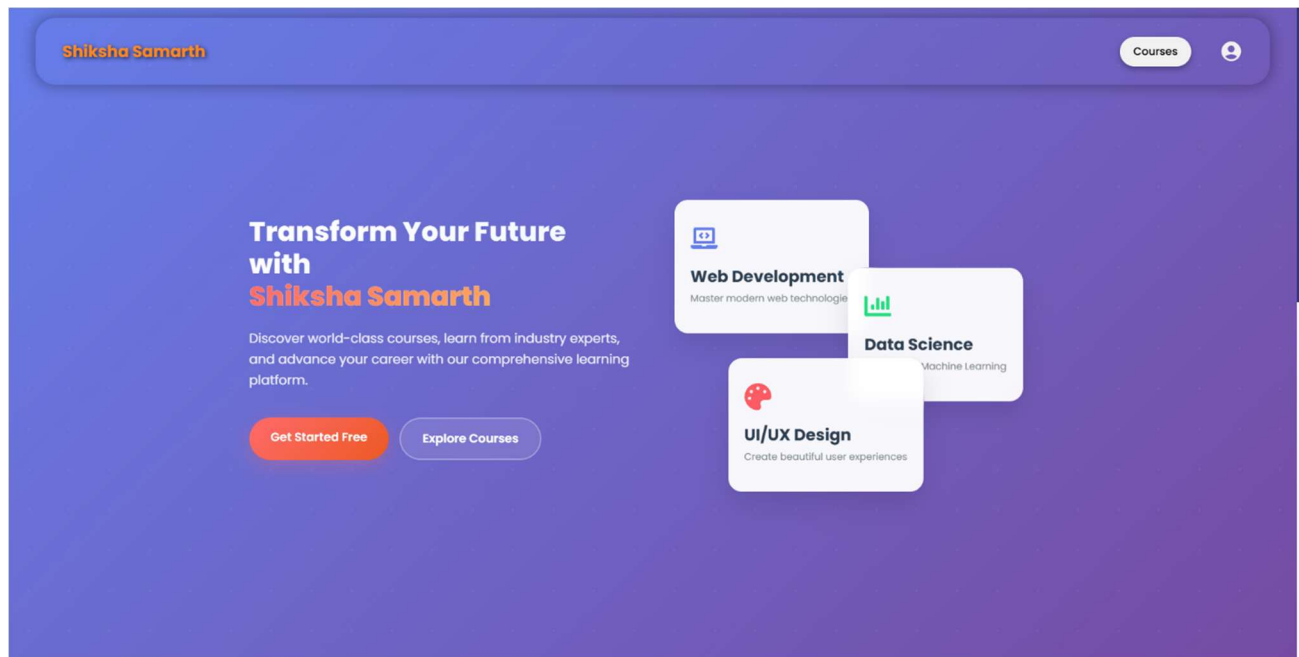 Shiksha Samarth
Courses
Transform Your Future
with
Shiksha Samarth
Discover world-class courses, learn from industry experts,
and advance your career with our comprehensive learning
platform.
Get Started Free
Explore Courses
Web Development
Master modern web technologie
Data Science
Machine Learning
UI/UX Design
Create beautiful user experiences